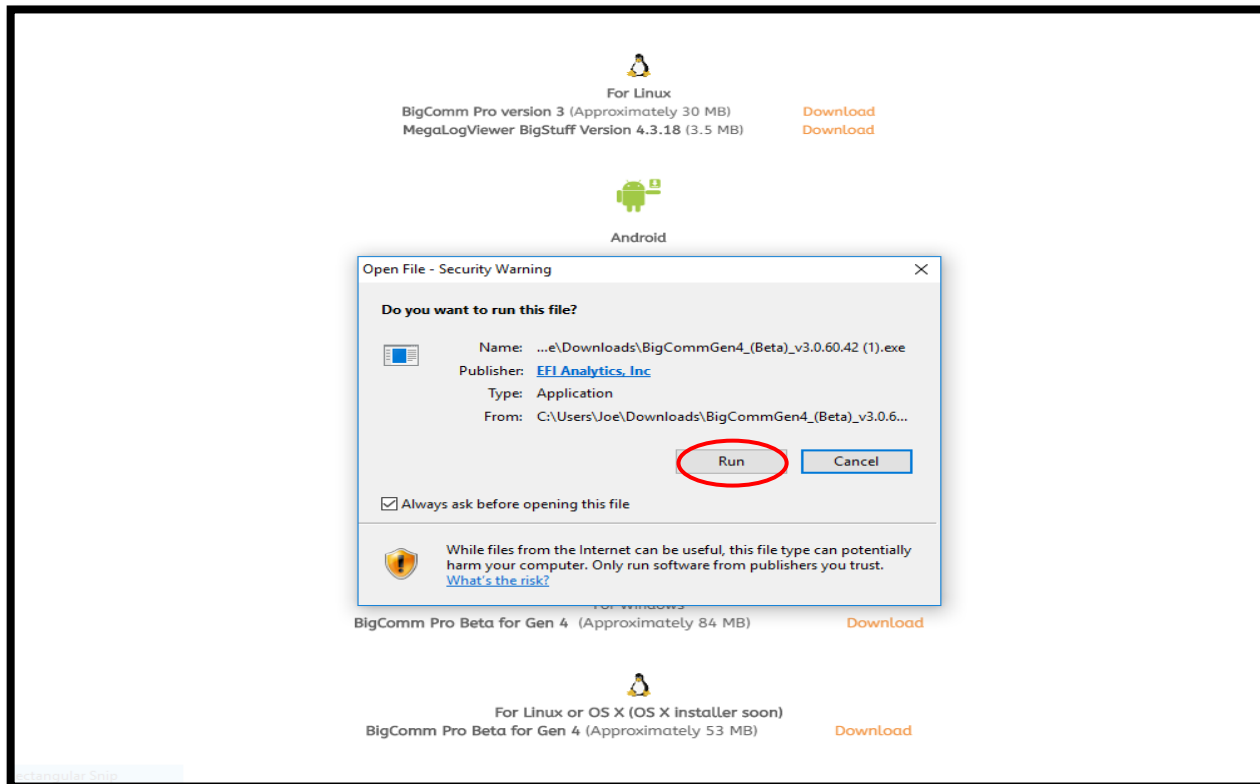 For Linux
BigComm Pro version 3 (Approximately 30 MB) Download
MegaLogViewer BigStuff Version 4.3.18 (3.5 MB) Download
Android
Open File - Security Warning
Do you want to run this file?
Name: ...e\Downloads\BigCommGen4_(Beta)_v3.0.60.42 (1).exe
Publisher: EFI Analytics, Inc
Type: Application
From: C:\Users\Joe\Downloads\BigCommGen4_(Beta)_v3.0.6...
Run Cancel
Always ask before opening this file
While files from the Internet can be useful, this file type can potentially
harm your computer. Only run software from publishers you trust.
What's the risk?
For Windows
BigComm Pro Beta for Gen 4 (Approximately 84 MB) Download
For Linux or OS X (OS X installer soon)
BigComm Pro Beta for Gen 4 (Approximately 53 MB) Download
ectangular Snip